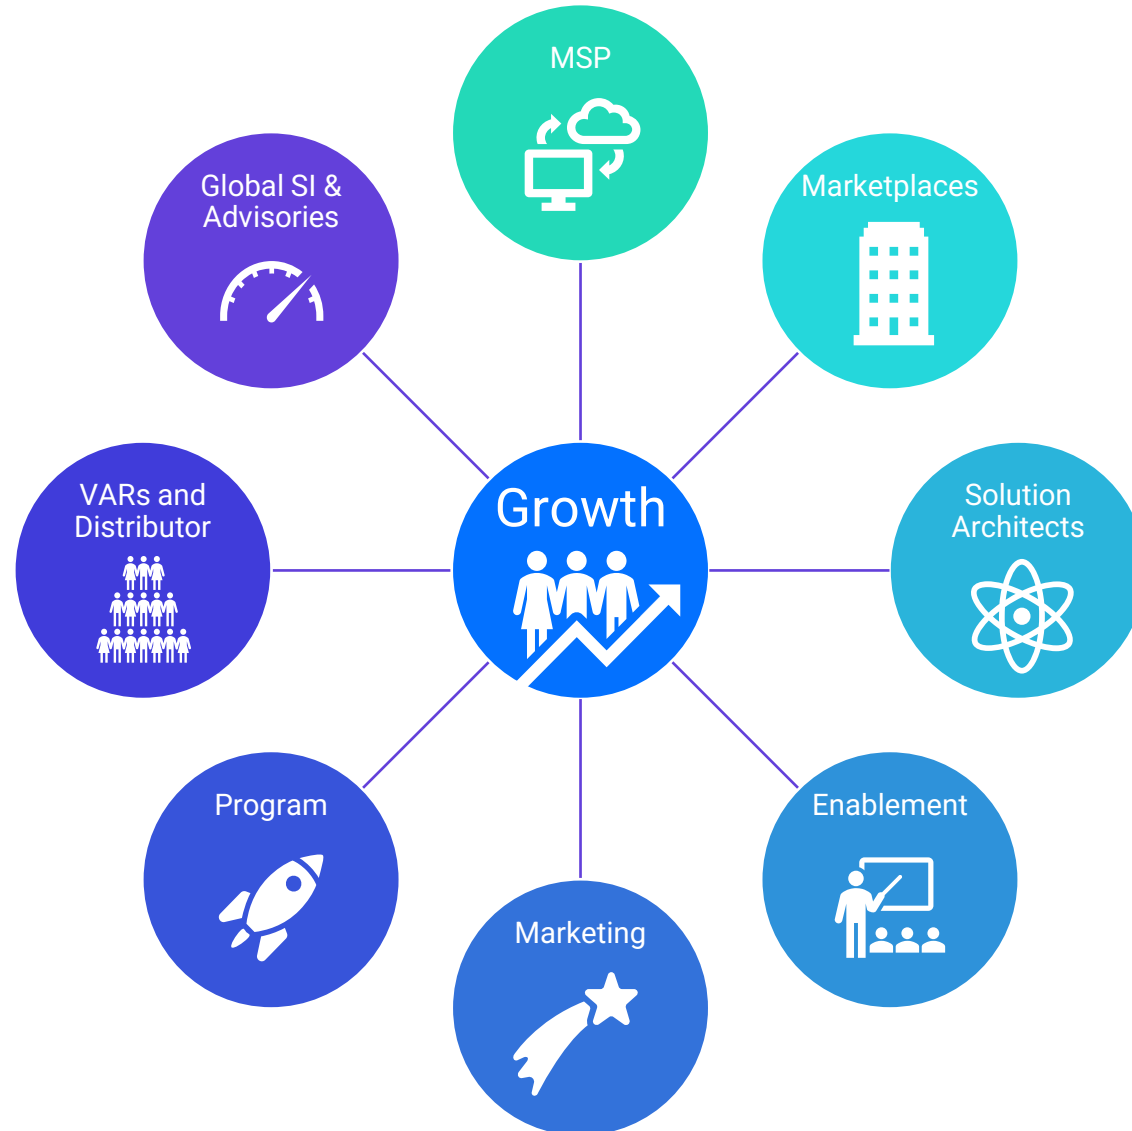 MSP
Marketplaces
Solution
Architects
Enablement
Marketing
Program
VARs and
Distributor
Global SI &
Advisories
Growth